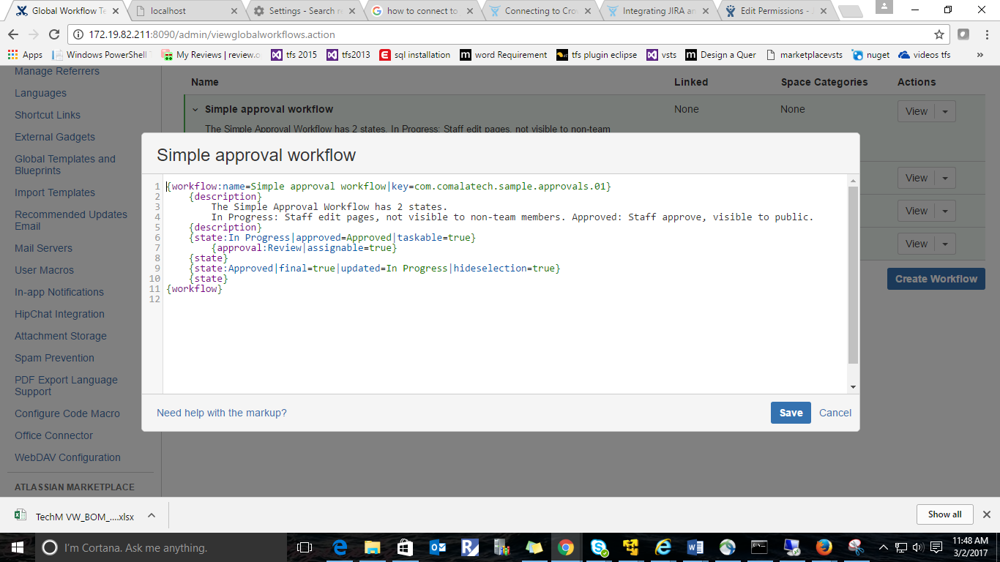 Global Workflow Te
localhost
Settings - Search re
how to connect to
Connecting to Cro
Integrating JIRA an
Edit Permissions - J
172.19.82.211:8090/admin/viewglobalworkflows.action
Apps
Windows PowerShell
My Reviews | review.o
tfs 2015
tfs2013
sql installation
word Requirement
tfs plugin eclipse
vsts
Design a Quer
marketplacevsts
nuget
videos tfs
»
Manage Referrers
Languages
Shortcut Links
External Gadgets
Global Templates and
Blueprints
Import Templates
Recommended Updates
Email
Mail Servers
User Macros
In-app Notifications
HipChat Integration
Attachment Storage
Spam Prevention
PDF Export Language
Support
Configure Code Macro
Office Connector
WebDAV Configuration
ATLASSIAN MARKETPLACE
Name Linked Space Categories Actions
Simple approval workflow None None View
The Simple Approval Workflow has 2 states. In Progress: Staff edit pages, not visible to non-team
View
View
View
Create Workflow
Simple approval workflow
1 {workflow:name=Simple approval workflow|key=com.comalatech.sample.approvals.01}
2 {description}
3 The Simple Approval Workflow has 2 states.
4 In Progress: Staff edit pages, not visible to non-team members. Approved: Staff approve, visible to public.
5 {description}
6 {state:In Progress|approved=Approved|taskable=true}
7 {approval:Review|assignable=true}
8 {state}
9 {state:Approved|final=true|updated=In Progress|hideselection=true}
10 {state}
11 {workflow}
12
Need help with the markup?
Save
Cancel
TechM VW_BOM_....xlsx
Show all
I'm Cortana. Ask me anything.
11:48 AM
3/2/2017